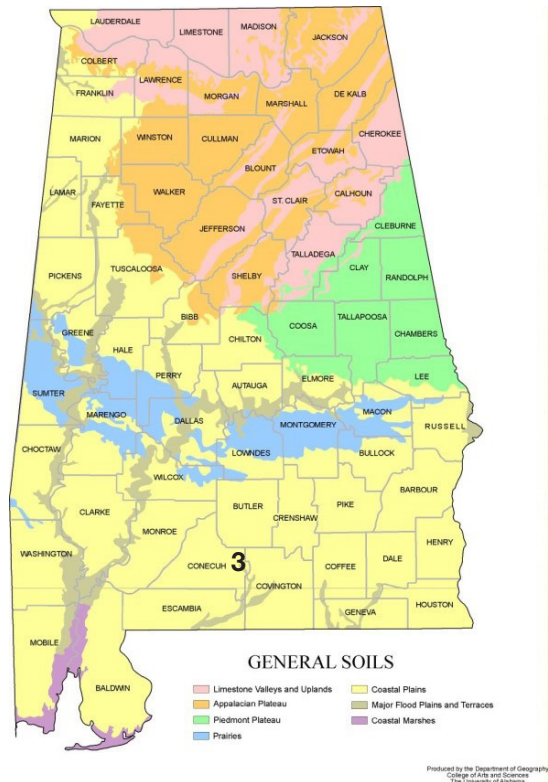 LAUDERDALE
LIMESTONE
MADISON
JACKSON
COLBERT
LAWRENCE
FRANKLIN
MORGAN
MARSHALL
DE KALB
CHEROKEE
MARION
WINSTON
CULLMAN
ETOWAH
BLOUNT
LAMAR
FAYETTE
WALKER
ST. CLAIR
CALHOUN
JEFFERSON
CLEBURNE
TALLADEGA
PICKENS
TUSCALOOSA
SHELBY
CLAY
RANDOLPH
BIBB
GREENE
HALE
CHILTON
COOSA
TALLAPOOSA
CHAMBERS
PERRY
SUMTER
AUTAUGA
ELMORE
LEE
MARENGO
DALLAS
MONTGOMERY
MACON
RUSSELL
CHOCTAW
LOWNDES
BULLOCK
WILCOX
BARBOUR
CLARKE
BUTLER
PIKE
CRENSHAW
MONROE
HENRY
WASHINGTON
CONECUH
3
COFFEE
DALE
COVINGTON
ESCAMBIA
GENEVA
HOUSTON
MOBILE
BALDWIN
GENERAL SOILS
Limestone Valleys and Uplands
Appalacian Plateau
Piedmont Plateau
Prairies
Coastal Plains
Major Flood Plains and Terraces
Coastal Marshes
Produced by the Department of Geography
College of Arts and Sciences
The University of Alabama